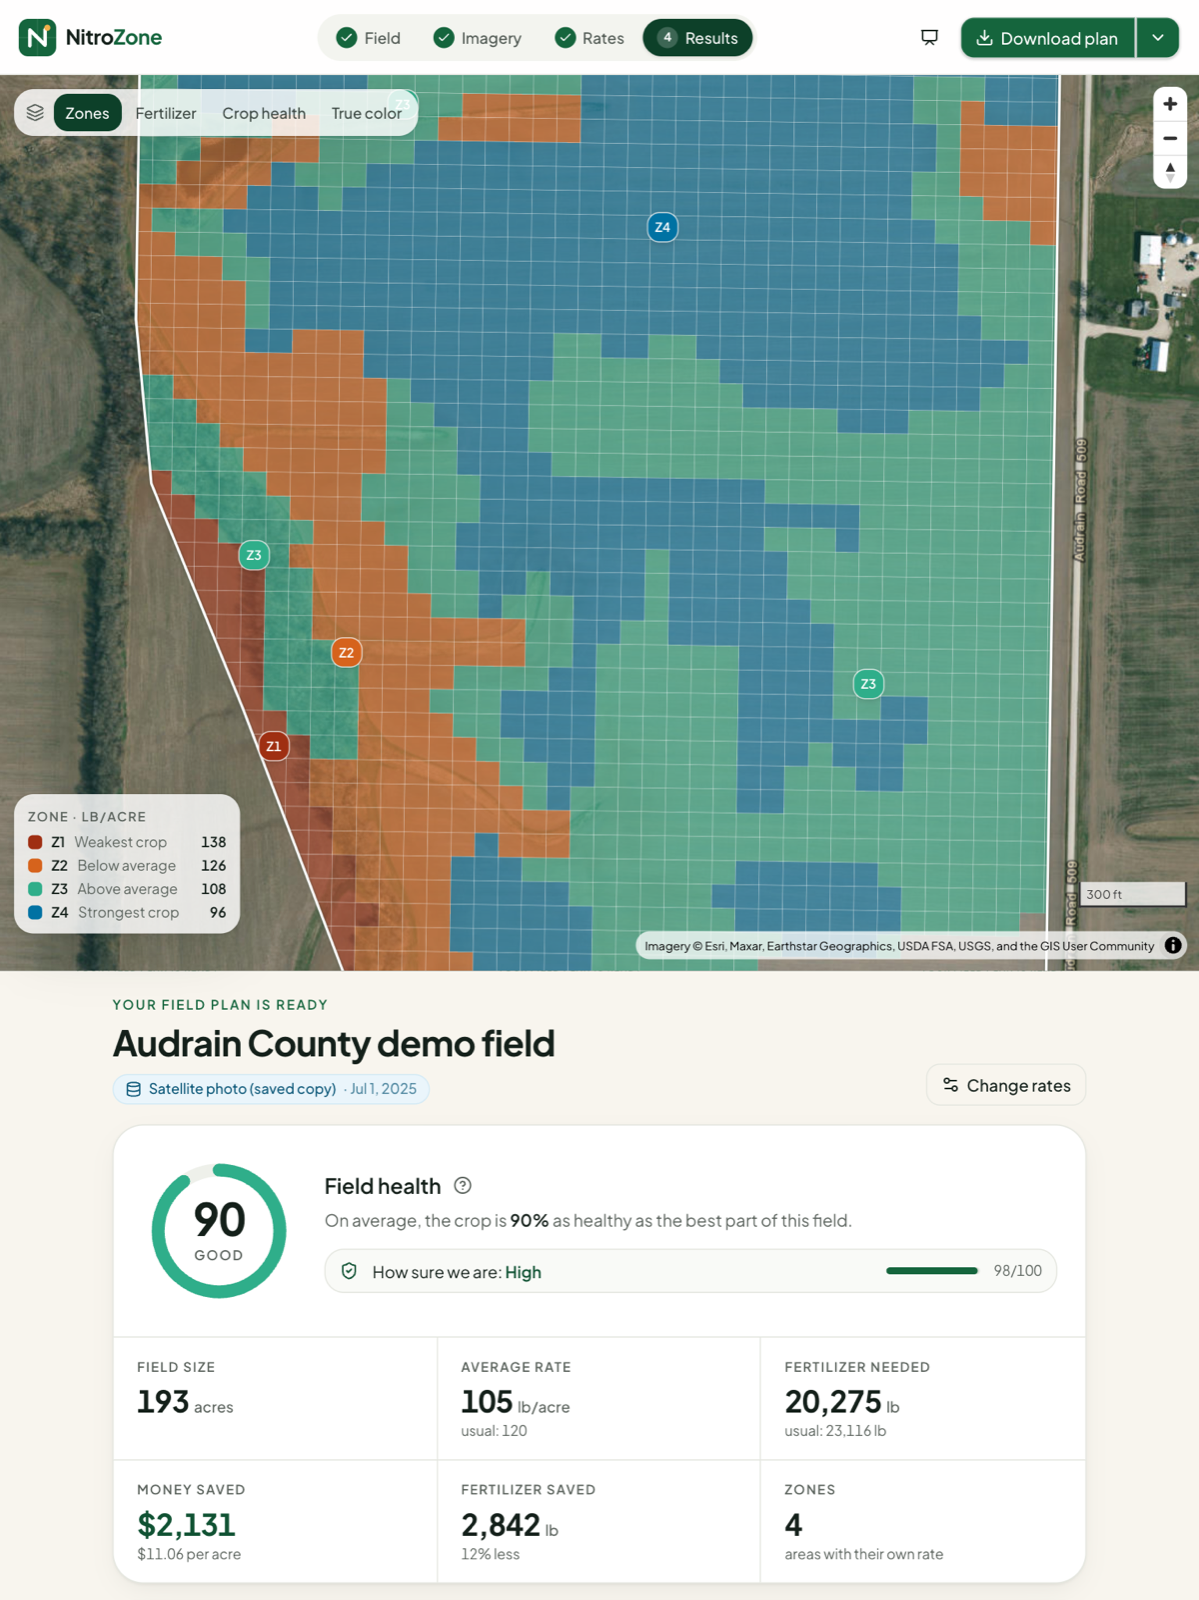 NitroZone
Field
Imagery
Rates
4 Results
Download plan
Zones
Fertilizer
Crop health
True color
Z3
Z4
Z3
Z2
Z3
Z1
Audrain Road 509
ZONE · LB/ACRE
Z1 Weakest crop 138
Z2 Below average 126
Z3 Above average 108
Z4 Strongest crop 96
Road 509
300 ft
Imagery © Esri, Maxar, Earthstar Geographics, USDA FSA, USGS, and the GIS User Community
YOUR FIELD PLAN IS READY
Audrain County demo field
Satellite photo (saved copy) · Jul 1, 2025
Change rates
90
GOOD
Field health
On average, the crop is 90% as healthy as the best part of this field.
How sure we are: High
98/100
FIELD SIZE
193 acres
AVERAGE RATE
105 lb/acre
usual: 120
FERTILIZER NEEDED
20,275 lb
usual: 23,116 lb
MONEY SAVED
$2,131
$11.06 per acre
FERTILIZER SAVED
2,842 lb
12% less
ZONES
4
areas with their own rate